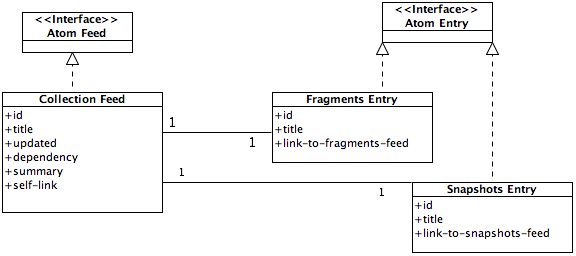 <<Interface>>
Atom Feed
<<Interface>>
Atom Entry
Collection Feed
+id
+title
+updated
+dependency
+summary
+self-link
Fragments Entry
+id
+title
+link-to-fragments-feed
1
1
1
1
Snapshots Entry
+id
+title
+link-to-snapshots-feed